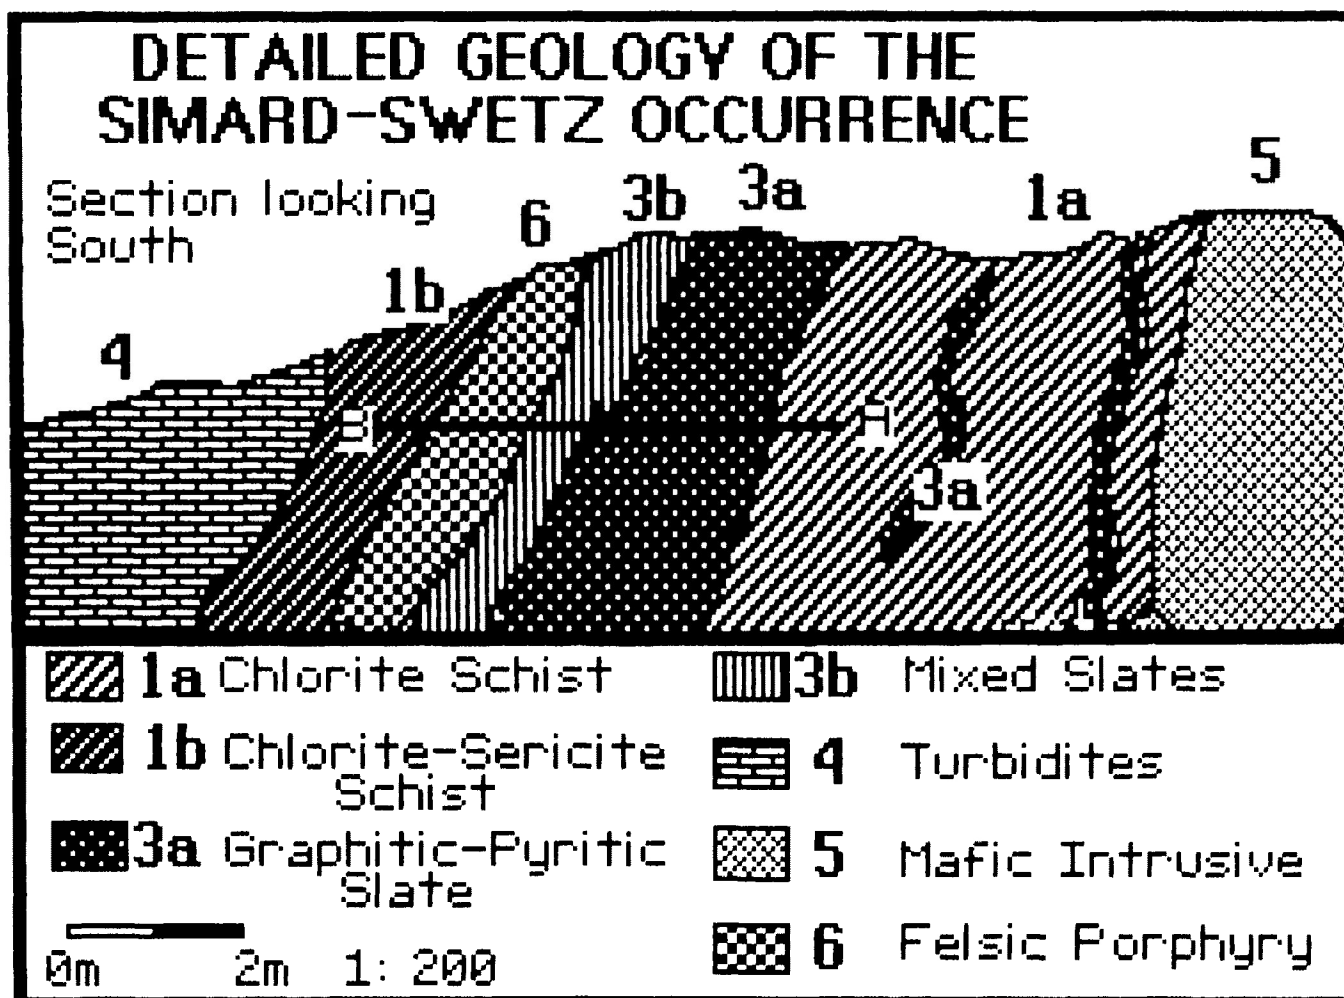 DETAILED GEOLOGY OF THE
SIMARD-SWETZ OCCURRENCE
Section looking
South
5
3b
3a
1a
6
1b
4
B
A
3a
1a Chlorite Schist
1b Chlorite-Sericite
Schist
3a Graphitic-Pyritic
Slate
0m 2m 1: 200
3b Mixed Slates
4 Turbidites
5 Mafic Intrusive
6 Felsic Porphyry